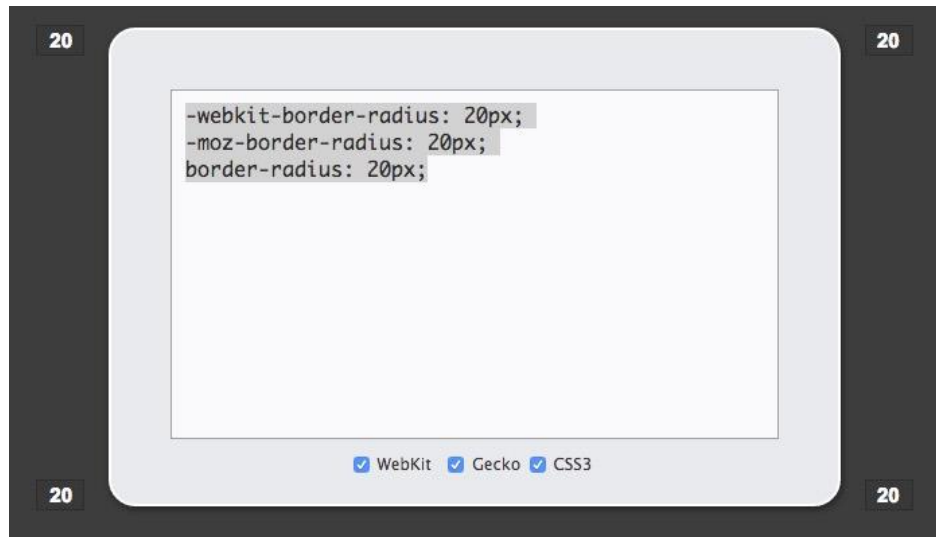 20
20
-webkit-border-radius: 20px;
-moz-border-radius: 20px;
border-radius: 20px;
WebKit Gecko CSS3
20
20